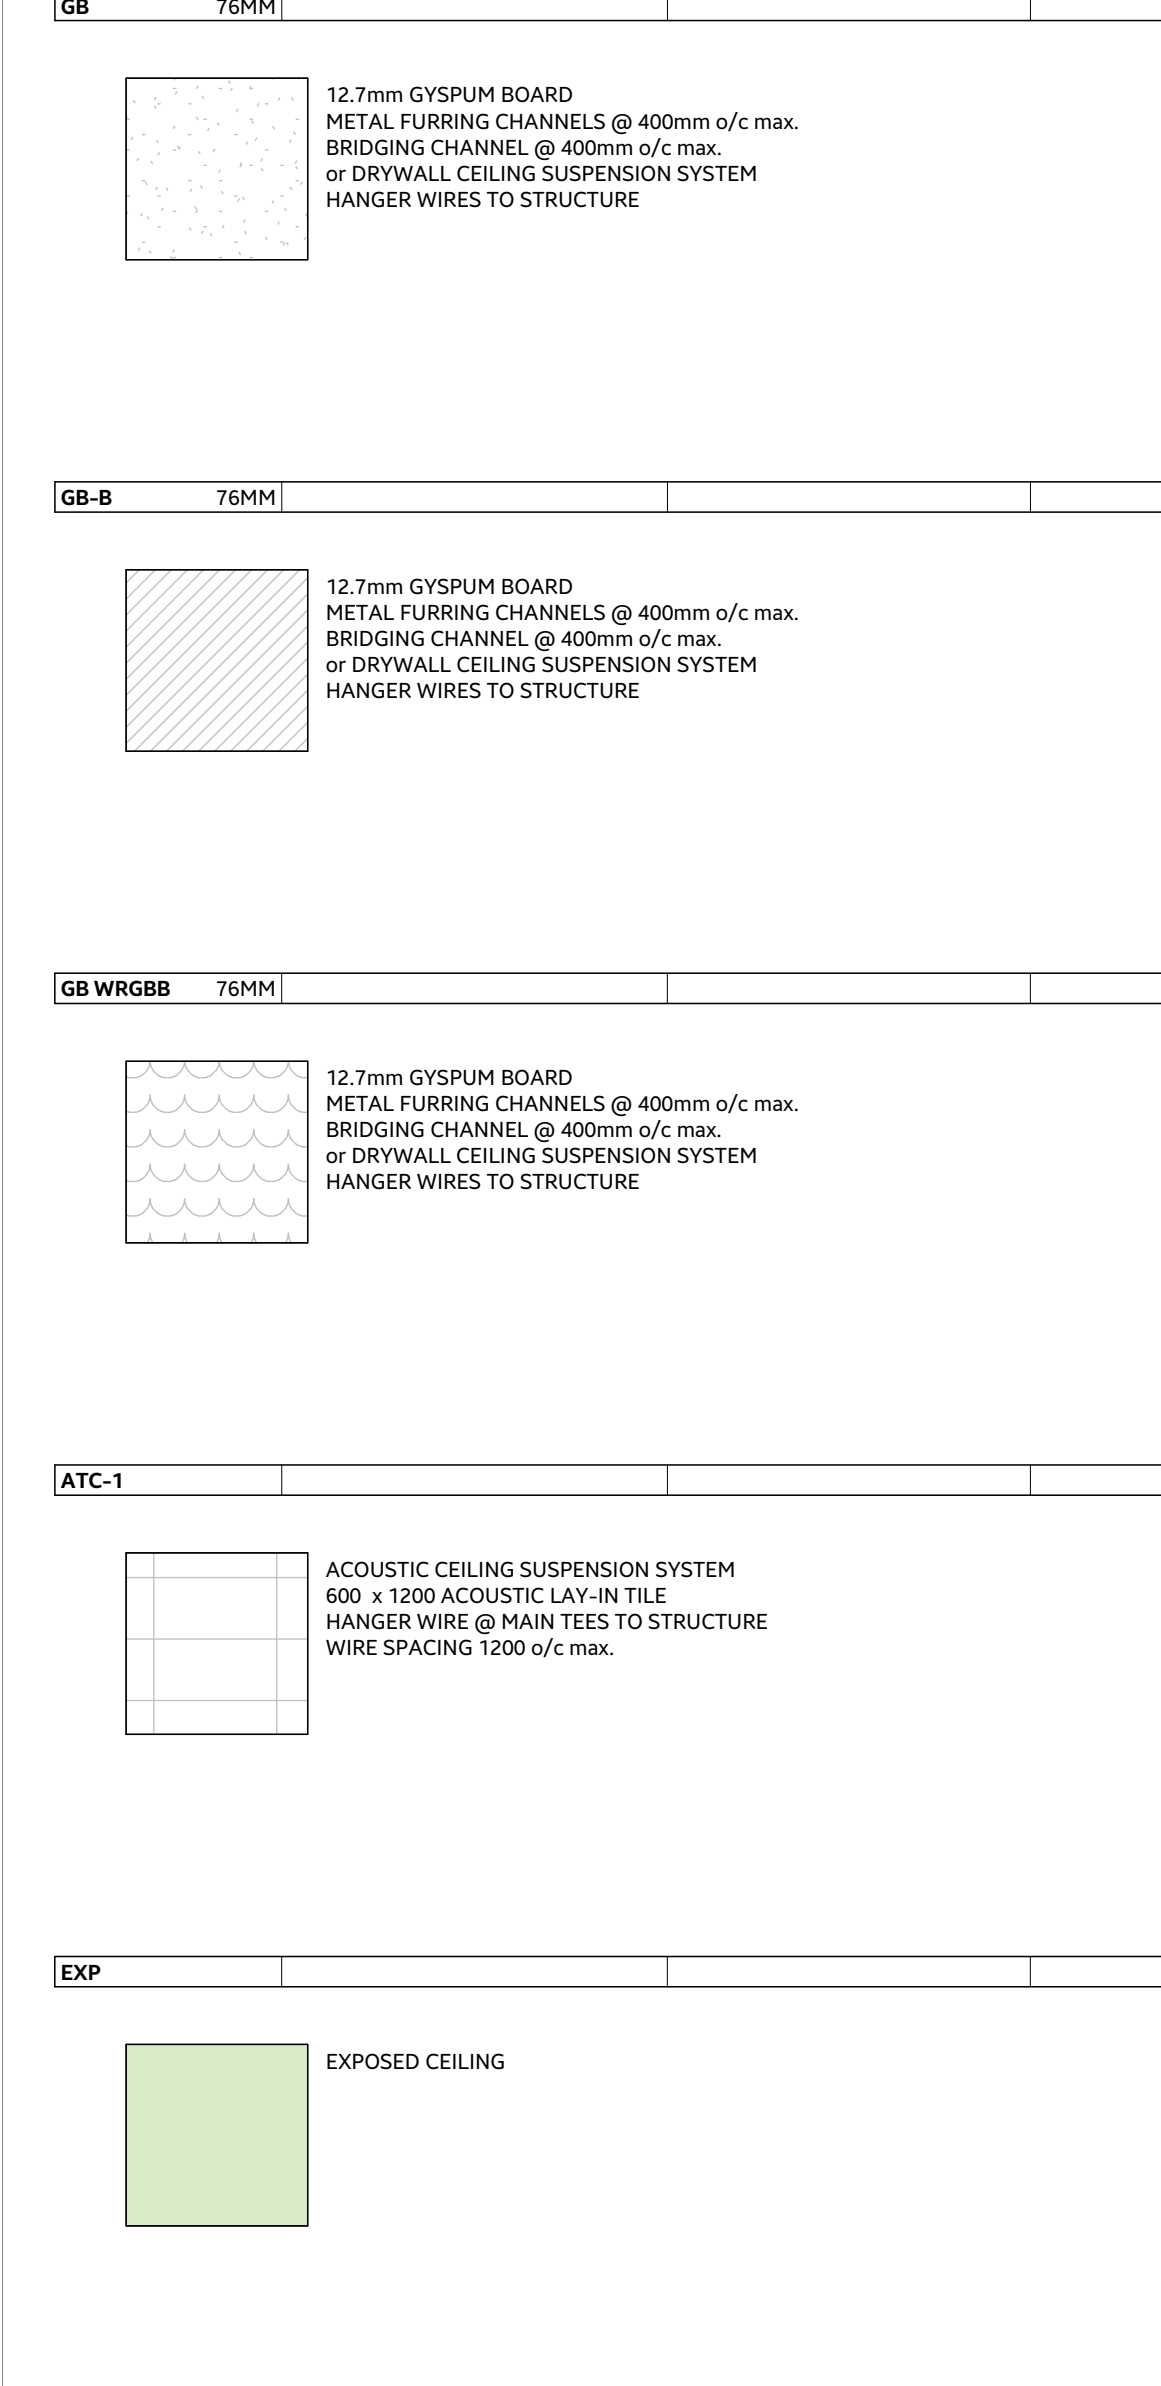 GB 76MM
12.7mm GYSPUM BOARD
METAL FURRING CHANNELS @ 400mm o/c max.
BRIDGING CHANNEL @ 400mm o/c max.
or DRYWALL CEILING SUSPENSION SYSTEM
HANGER WIRES TO STRUCTURE
GB-B 76MM
12.7mm GYSPUM BOARD
METAL FURRING CHANNELS @ 400mm o/c max.
BRIDGING CHANNEL @ 400mm o/c max.
or DRYWALL CEILING SUSPENSION SYSTEM
HANGER WIRES TO STRUCTURE
GB WRGBB 76MM
12.7mm GYSPUM BOARD
METAL FURRING CHANNELS @ 400mm o/c max.
BRIDGING CHANNEL @ 400mm o/c max.
or DRYWALL CEILING SUSPENSION SYSTEM
HANGER WIRES TO STRUCTURE
ATC-1
ACOUSTIC CEILING SUSPENSION SYSTEM
600 x 1200 ACOUSTIC LAY-IN TILE
HANGER WIRE @ MAIN TEES TO STRUCTURE
WIRE SPACING 1200 o/c max.
EXP
EXPOSED CEILING